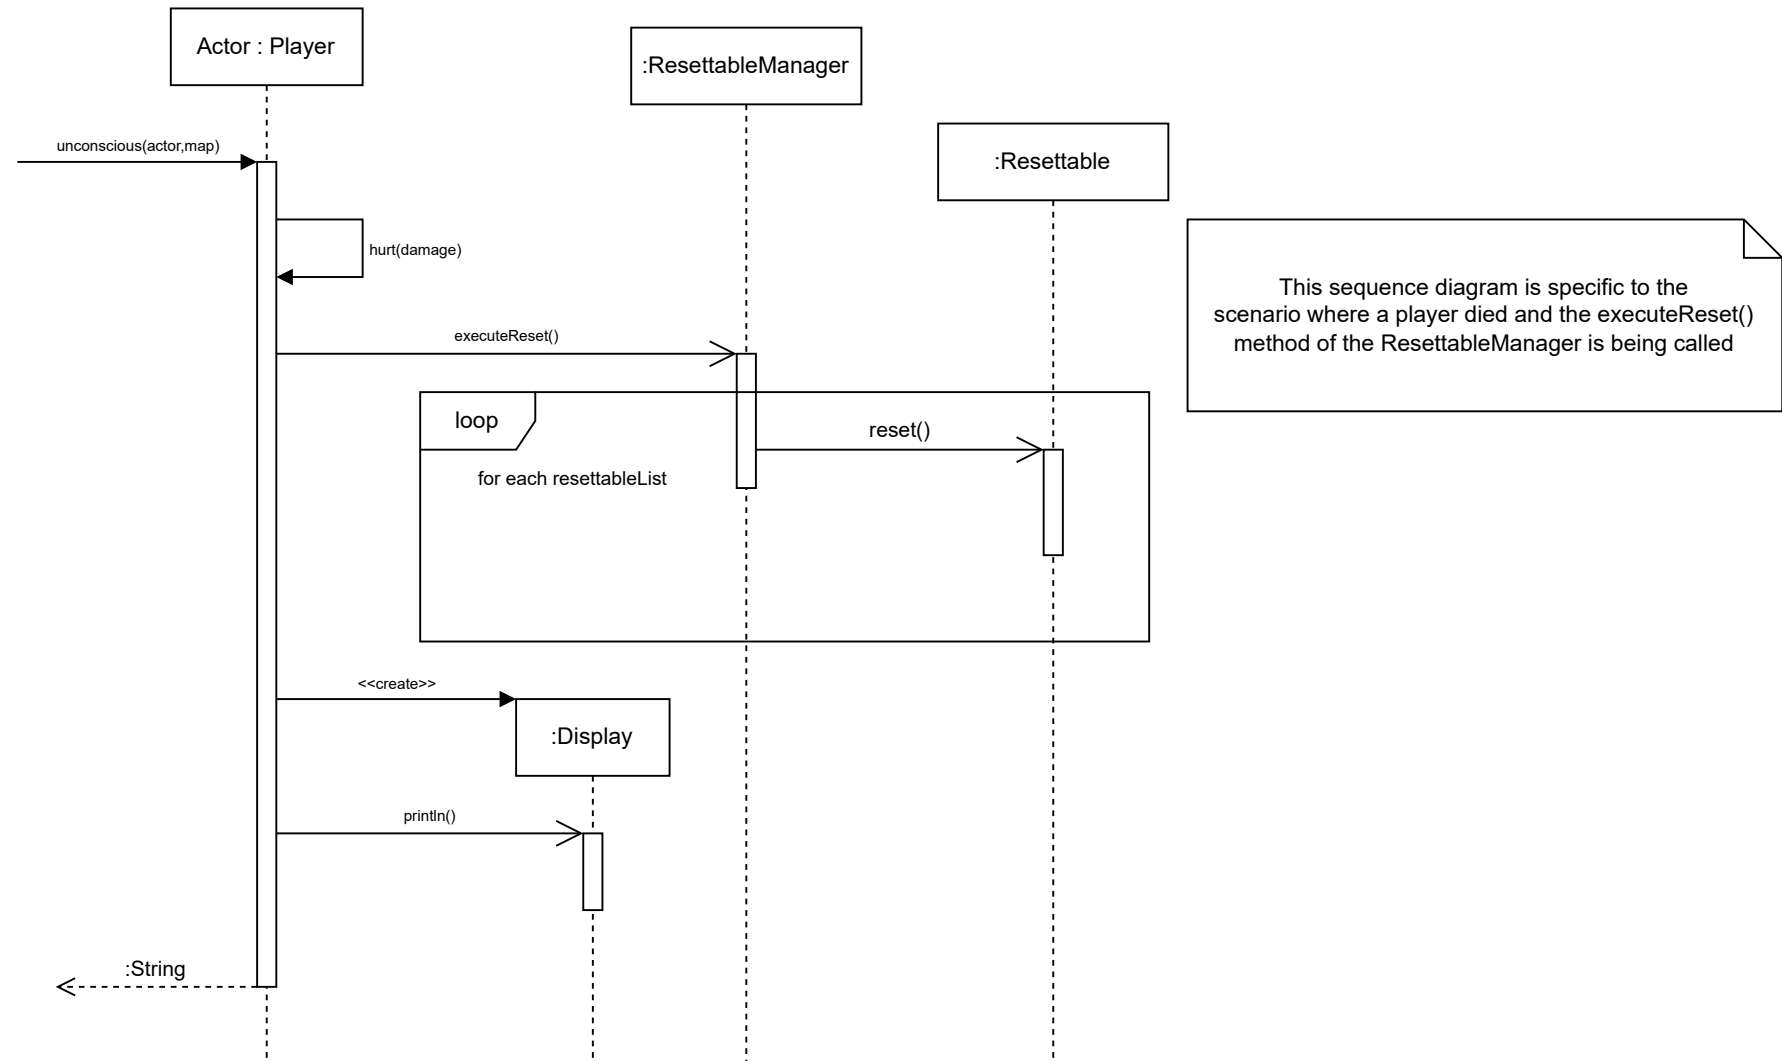 Actor : Player
:ResettableManager
:Resettable
unconscious(actor,map)
hurt(damage)
This sequence diagram is specific to the
scenario where a player died and the executeReset()
method of the ResettableManager is being called
executeReset()
loop
reset()
for each resettableList
<<create>>
:Display
println()
:String